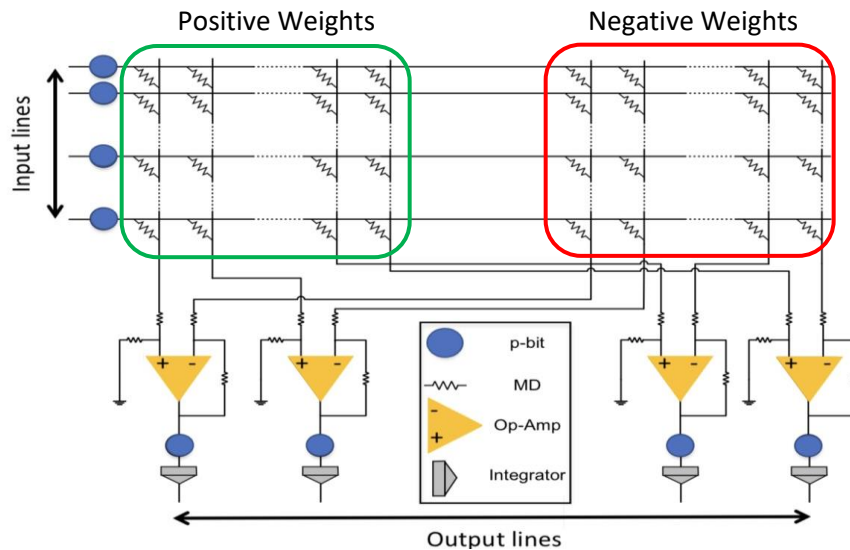 Positive Weights
Negative Weights
Input lines
+ -
+ -
+ -
+ -
p-bit
MD
-
+
Op-Amp
Integrator
Output lines